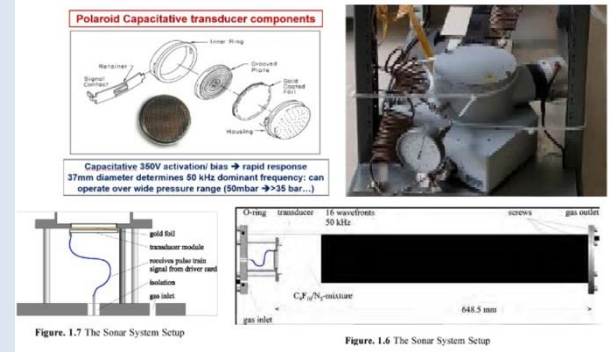 Polaroid Capacitative transducer components
Inner Ring
Grooved
Plate
Retainer
Signal
Contact
Gold
Coated
Foil
Housing
Capacitative 350V activation/ bias → rapid response
37mm diameter determines 50 kHz dominant frequency: can
operate over wide pressure range (50mbar →>35 bar...)
gold foil
transducer module
receives pulse train
signal from driver card
isolation
gas inlet
Figure. 1.7 The Sonar System Setup
O-ring transducer 16 wavefronts screws gas outlet
50 kHz
C₃F₈/N₂-mixture
648.5 mm
gas inlet
Figure. 1.6 The Sonar System Setup